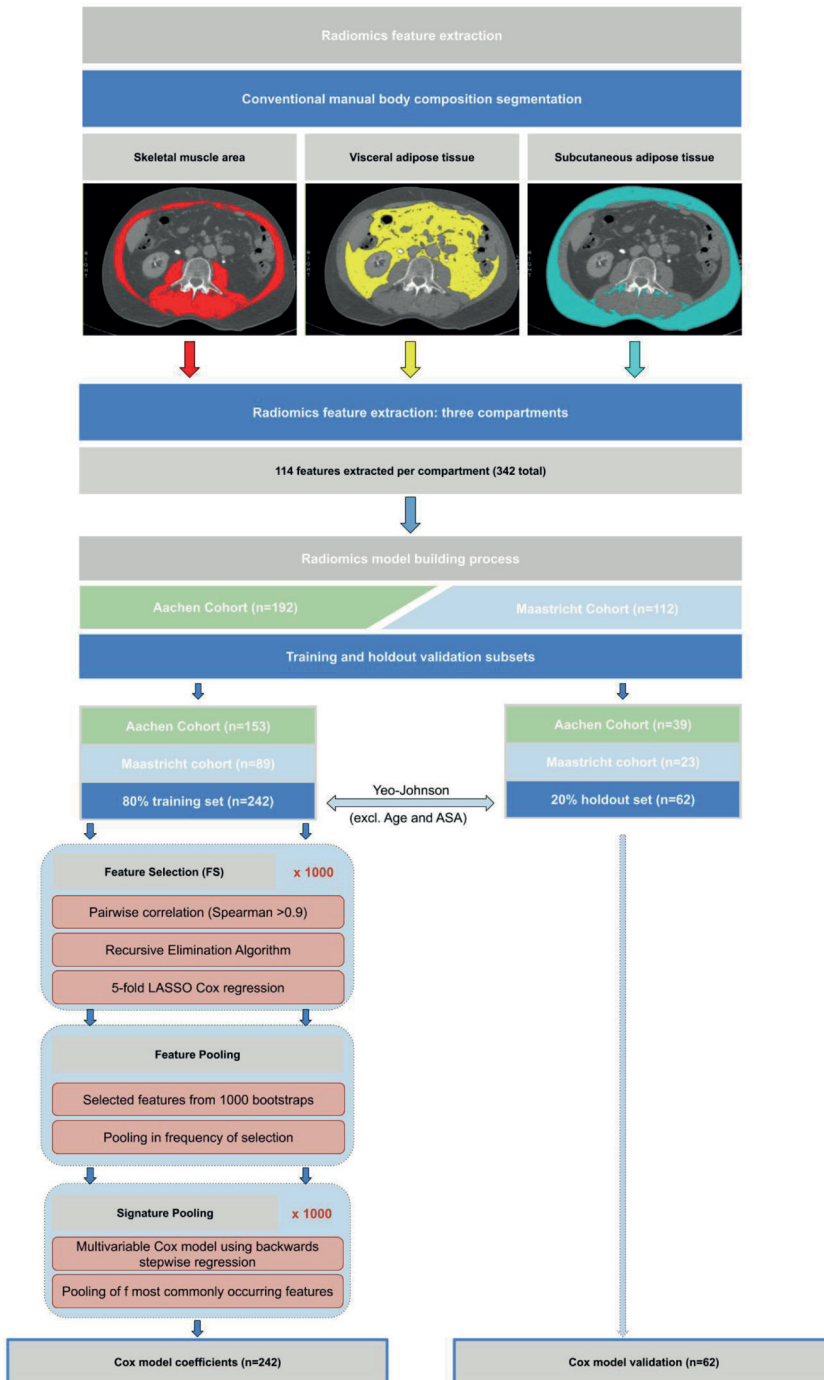 Radiomics feature extraction
Conventional manual body composition segmentation
Skeletal muscle area
Visceral adipose tissue
Subcutaneous adipose tissue
Radiomics feature extraction: three compartments
114 features extracted per compartment (342 total)
Radiomics model building process
Aachen Cohort (n=192)
Maastricht Cohort (n=112)
Training and holdout validation subsets
Aachen Cohort (n=153)
Maastricht cohort (n=89)
80% training set (n=242)
Yeo-Johnson
(excl. Age and ASA)
Aachen Cohort (n=39)
Maastricht cohort (n=23)
20% holdout set (n=62)
Feature Selection (FS)
x 1000
Pairwise correlation (Spearman >0.9)
Recursive Elimination Algorithm
5-fold LASSO Cox regression
Feature Pooling
Selected features from 1000 bootstraps
Pooling in frequency of selection
Signature Pooling
x 1000
Multivariable Cox model using backwards
stepwise regression
Pooling of f most commonly occurring features
Cox model coefficients (n=242)
Cox model validation (n=62)